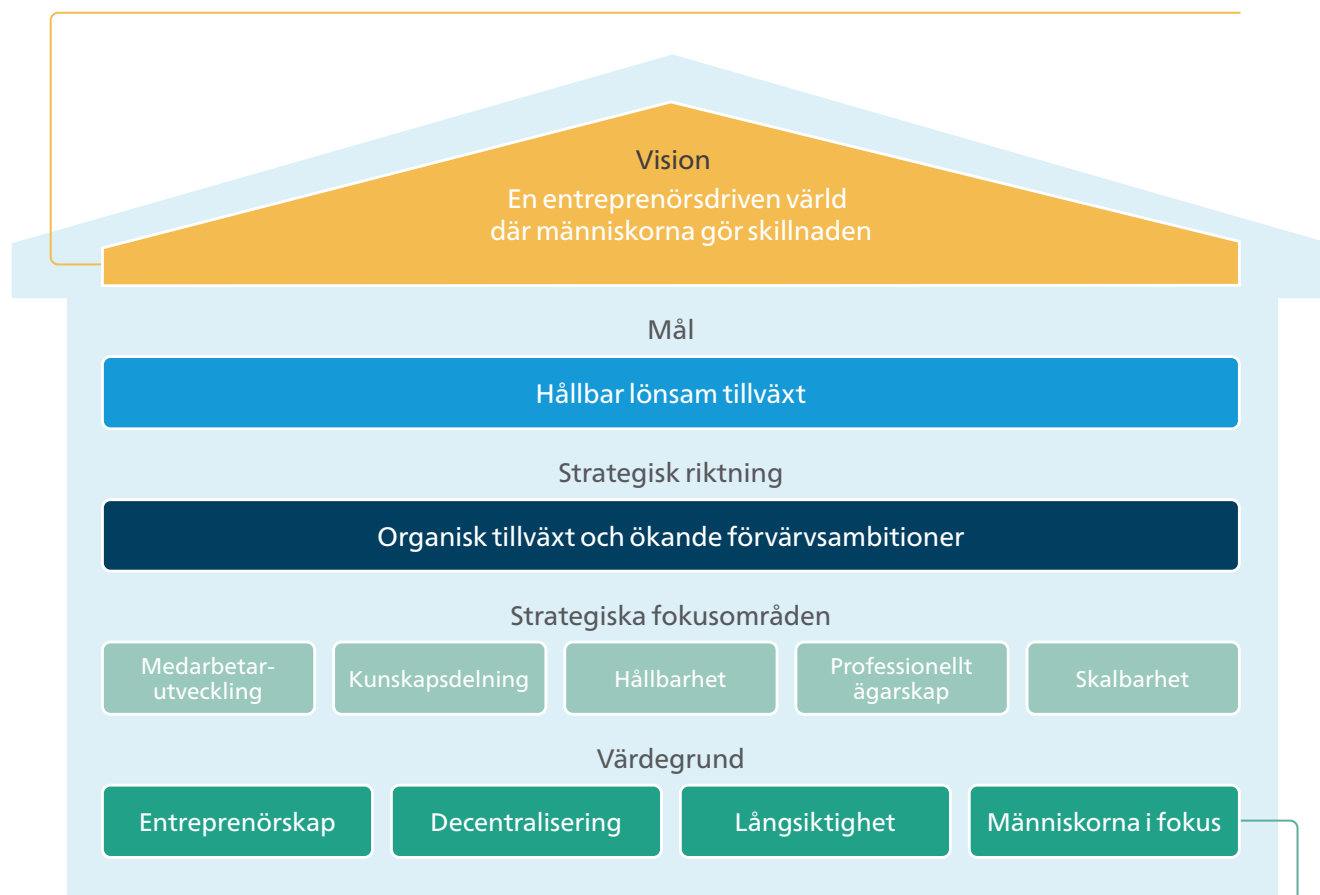 Vision
En entreprenörsdriven värld
där människorna gör skillnaden
Mål
Hållbar lönsam tillväxt
Strategisk riktning
Organisk tillväxt och ökande förvärvsambitioner
Strategiska fokusområden
Medarbetar-
utveckling
Kunskapsdelning
Hållbarhet
Professionellt
ägarskap
Skalbarhet
Värdegrund
Entreprenörskap
Decentralisering
Långsiktighet
Människorna i fokus